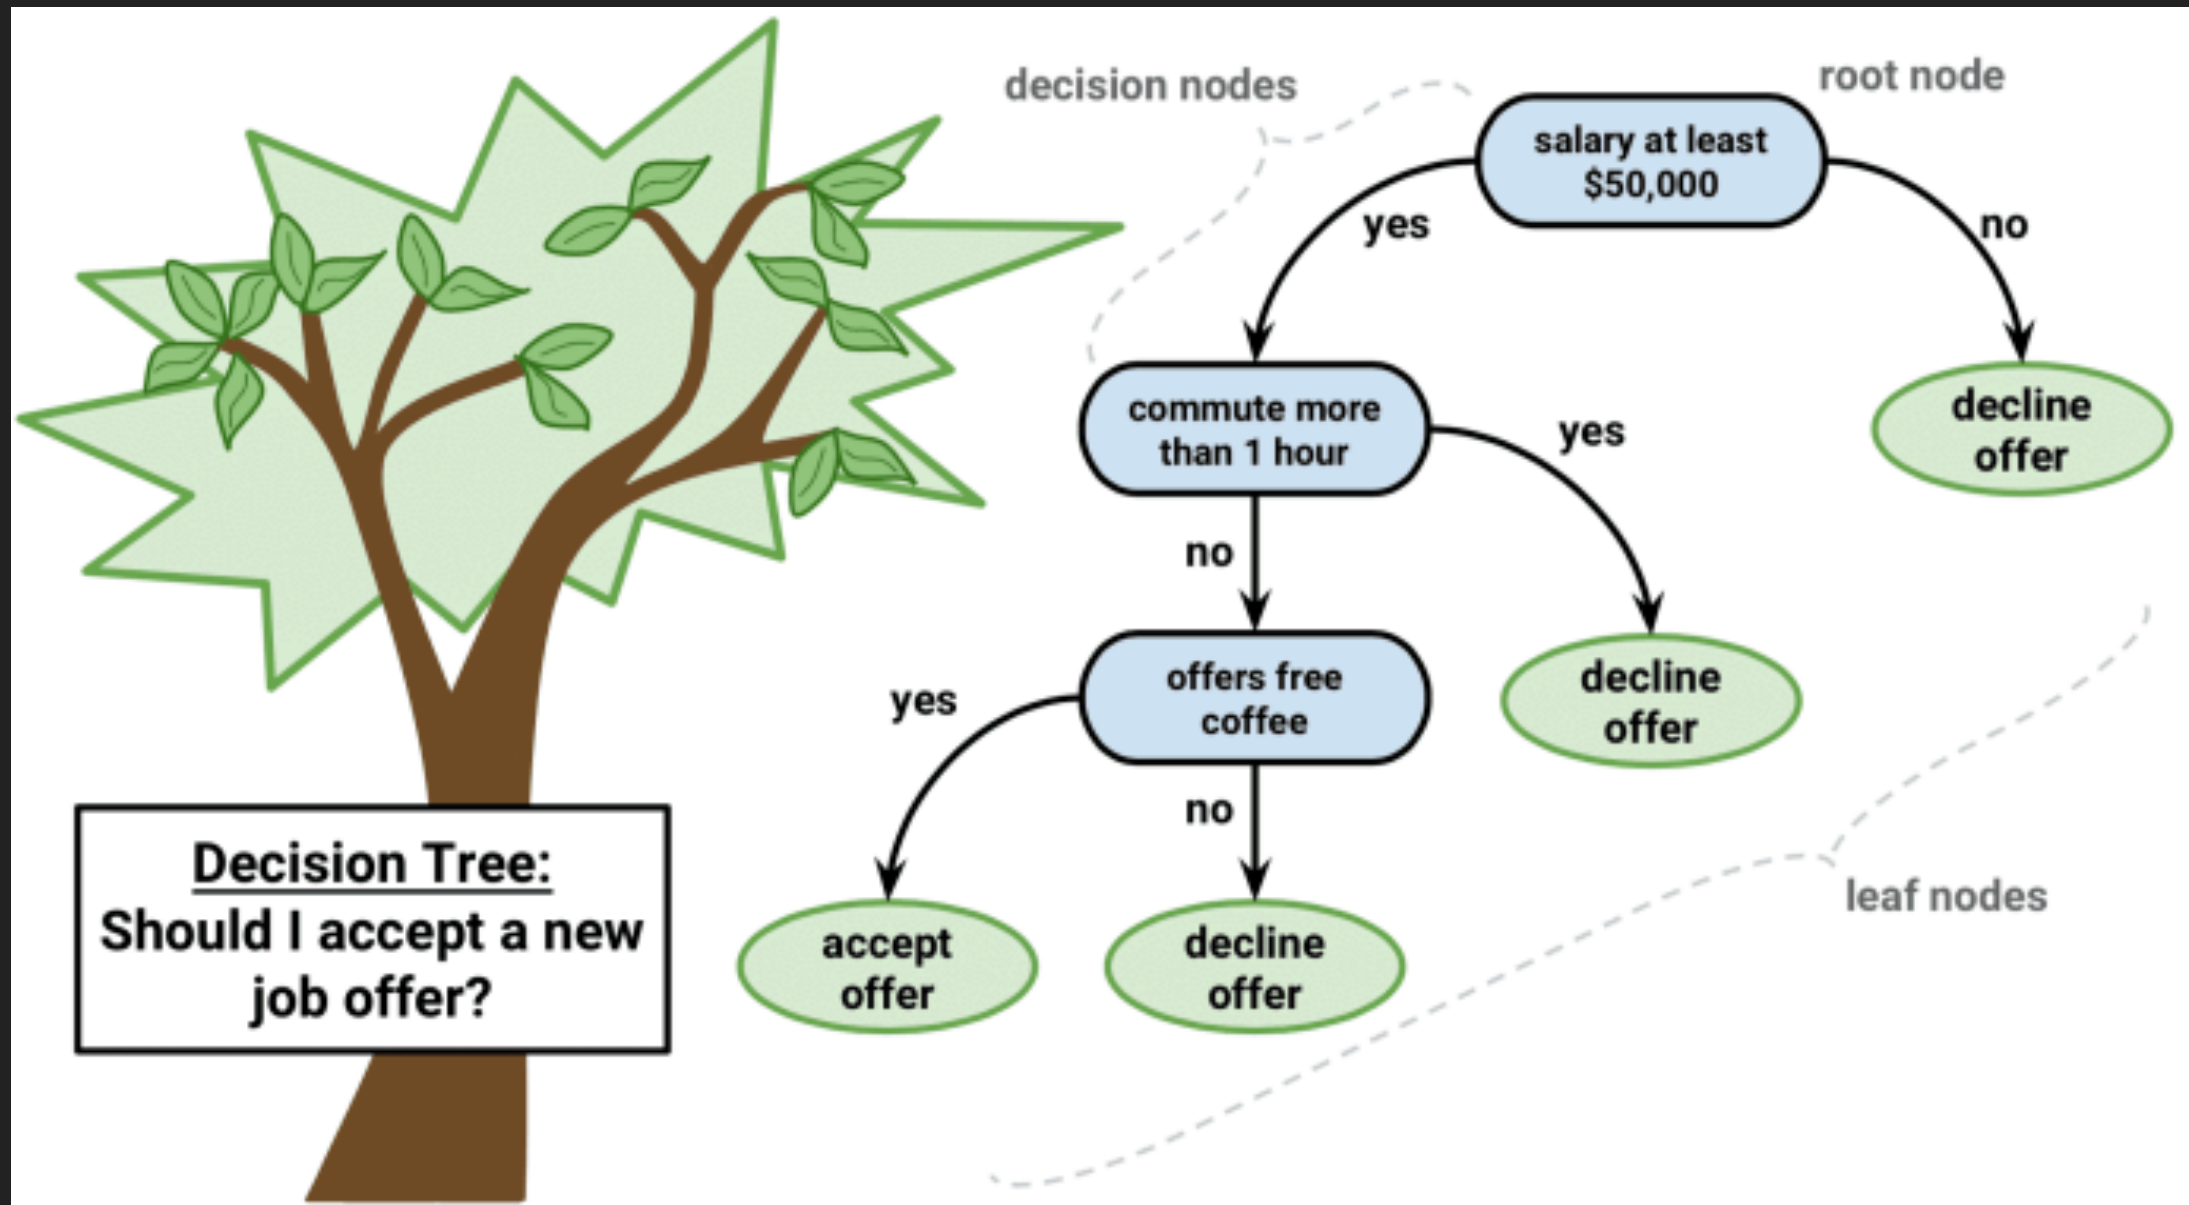 decision nodes
root node
salary at least
$50,000
yes
no
commute more
than 1 hour
yes
decline
offer
no
offers free
coffee
yes
decline
offer
no
accept
offer
decline
offer
leaf nodes
Decision Tree:
Should I accept a new
job offer?